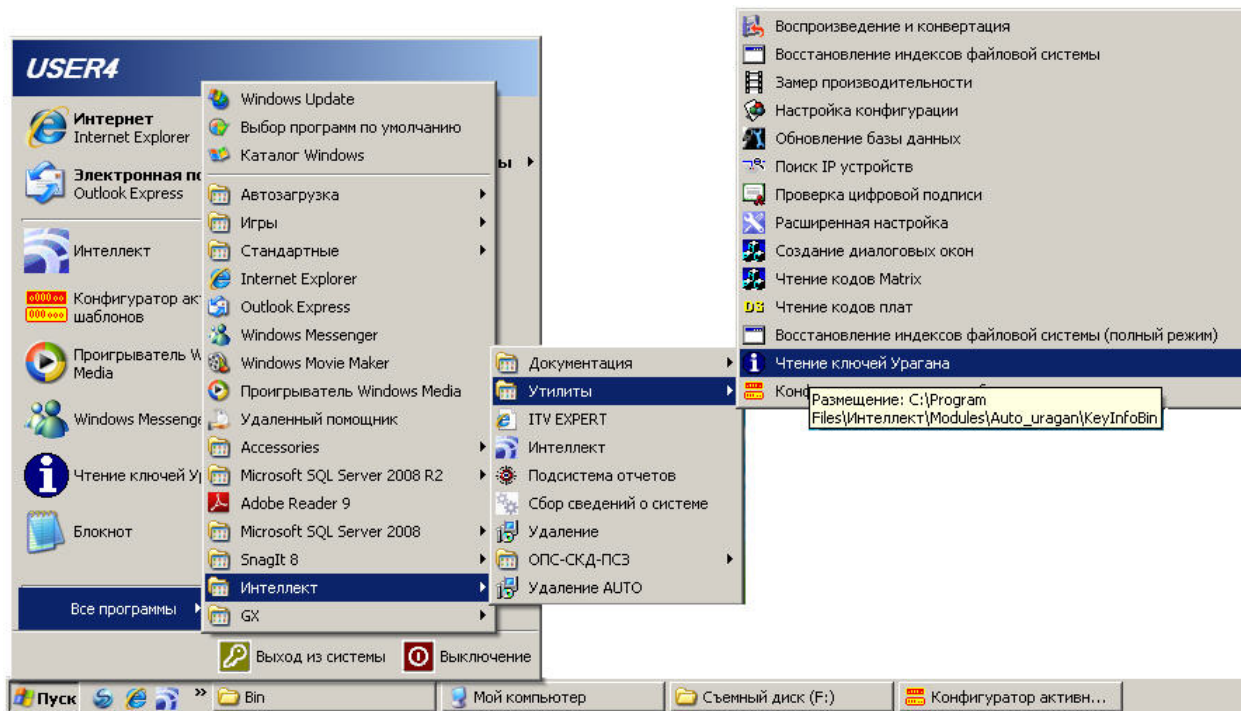 USER4
Интернет
Internet Explorer
Электронная по
Outlook Express
Интеллект
Конфигуратор ак
шаблонов
Проигрыватель W
Media
Windows Messenge
Чтение ключей У
Блокнот
Все программы
ы
Windows Update
Выбор программ по умолчанию
Каталог Windows
Автозагрузка
Игры
Стандартные
Internet Explorer
Outlook Express
Windows Messenger
Windows Movie Maker
Проигрыватель Windows Media
Удаленный помощник
Accessories
Microsoft SQL Server 2008 R2
Adobe Reader 9
Microsoft SQL Server 2008
SnagIt 8
Интеллект
GX
Документация
Утилиты
ITV EXPERT
Интеллект
Подсистема отчетов
Сбор сведений о системе
Удаление
ОПС-СКД-ПСЗ
Удаление AUTO
Воспроизведение и конвертация
Восстановление индексов файловой системы
Замер производительности
Настройка конфигурации
Обновление базы данных
Поиск IP устройств
Проверка цифровой подписи
Расширенная настройка
Создание диалоговых окон
Чтение кодов Matrix
Чтение кодов плат
Восстановление индексов файловой системы (полный режим)
Чтение ключей Урагана
Кон
Размещение: C:\Program
Files\Интеллект\Modules\Auto_uragan\KeyInfoBin
Выход из системы
Выключение
Пуск
»
Bin
Мой компьютер
Съемный диск (F:)
Конфигуратор активн...